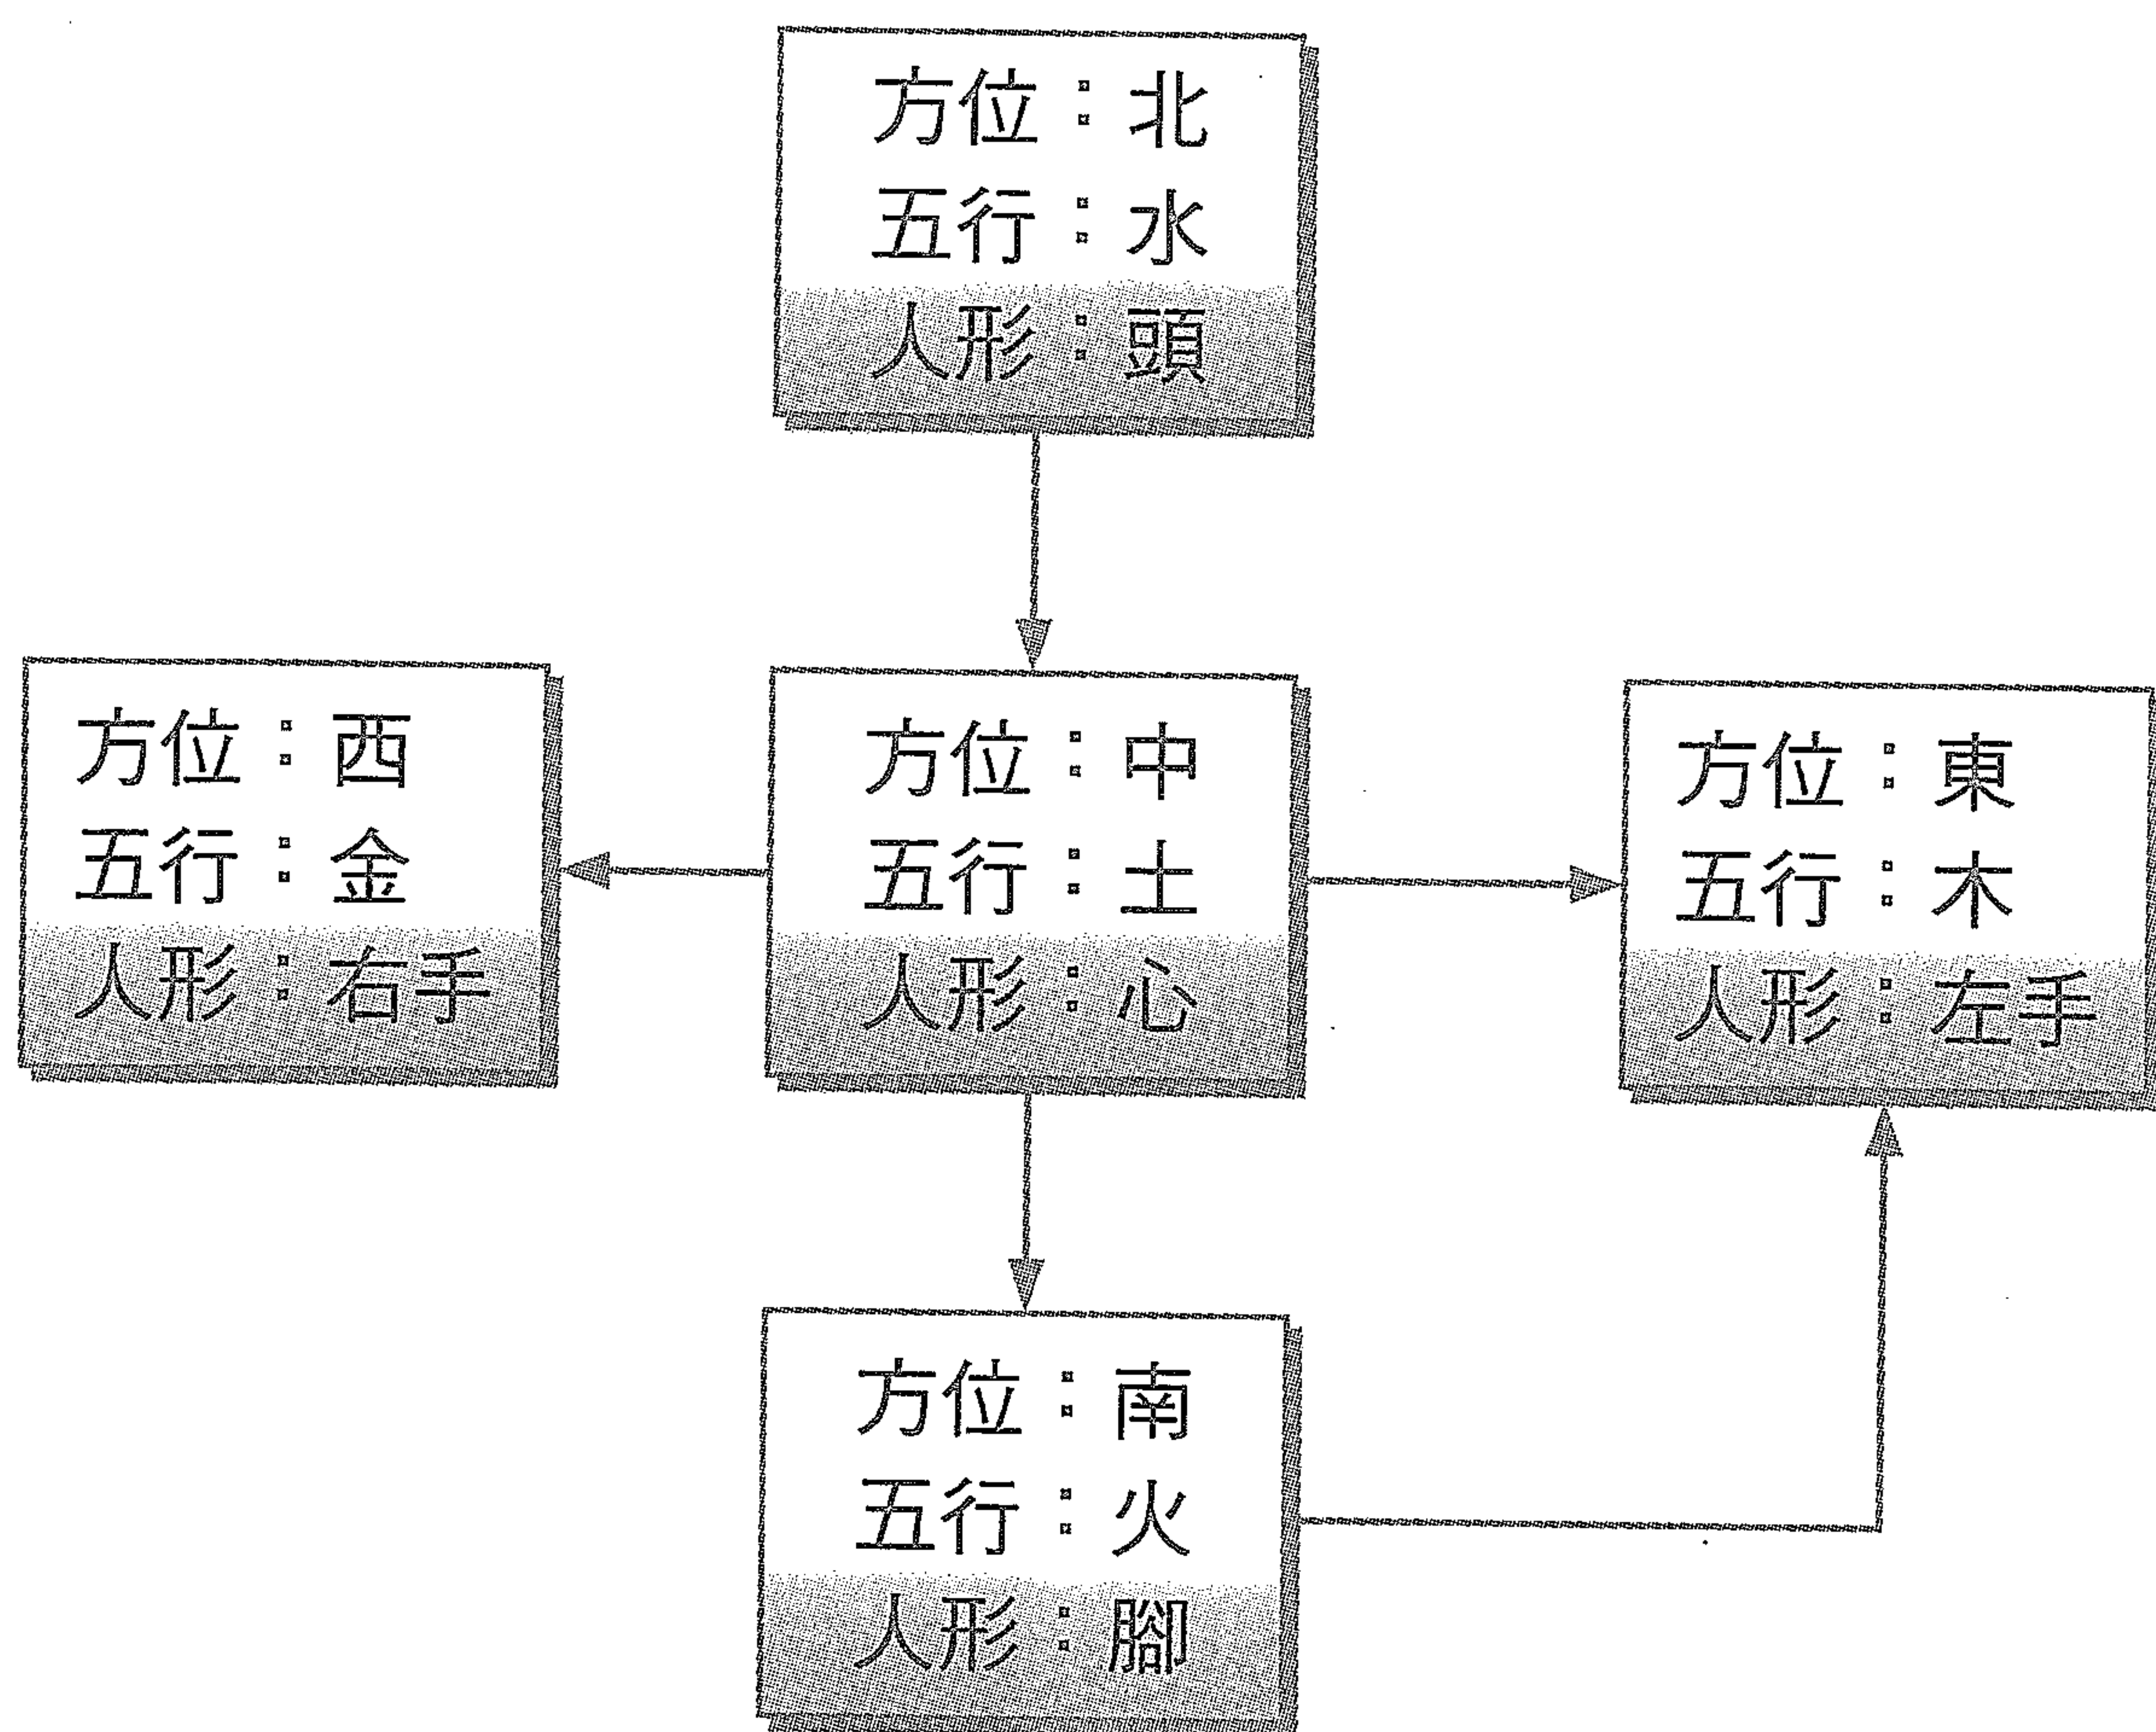 方位：北
五行：水
人形：頭
方位：西
五行：金
人形：右手
方位：中
五行：土
人形：心
方位：東
五行：木
人形：左手
方位：南
五行：火
人形：腳